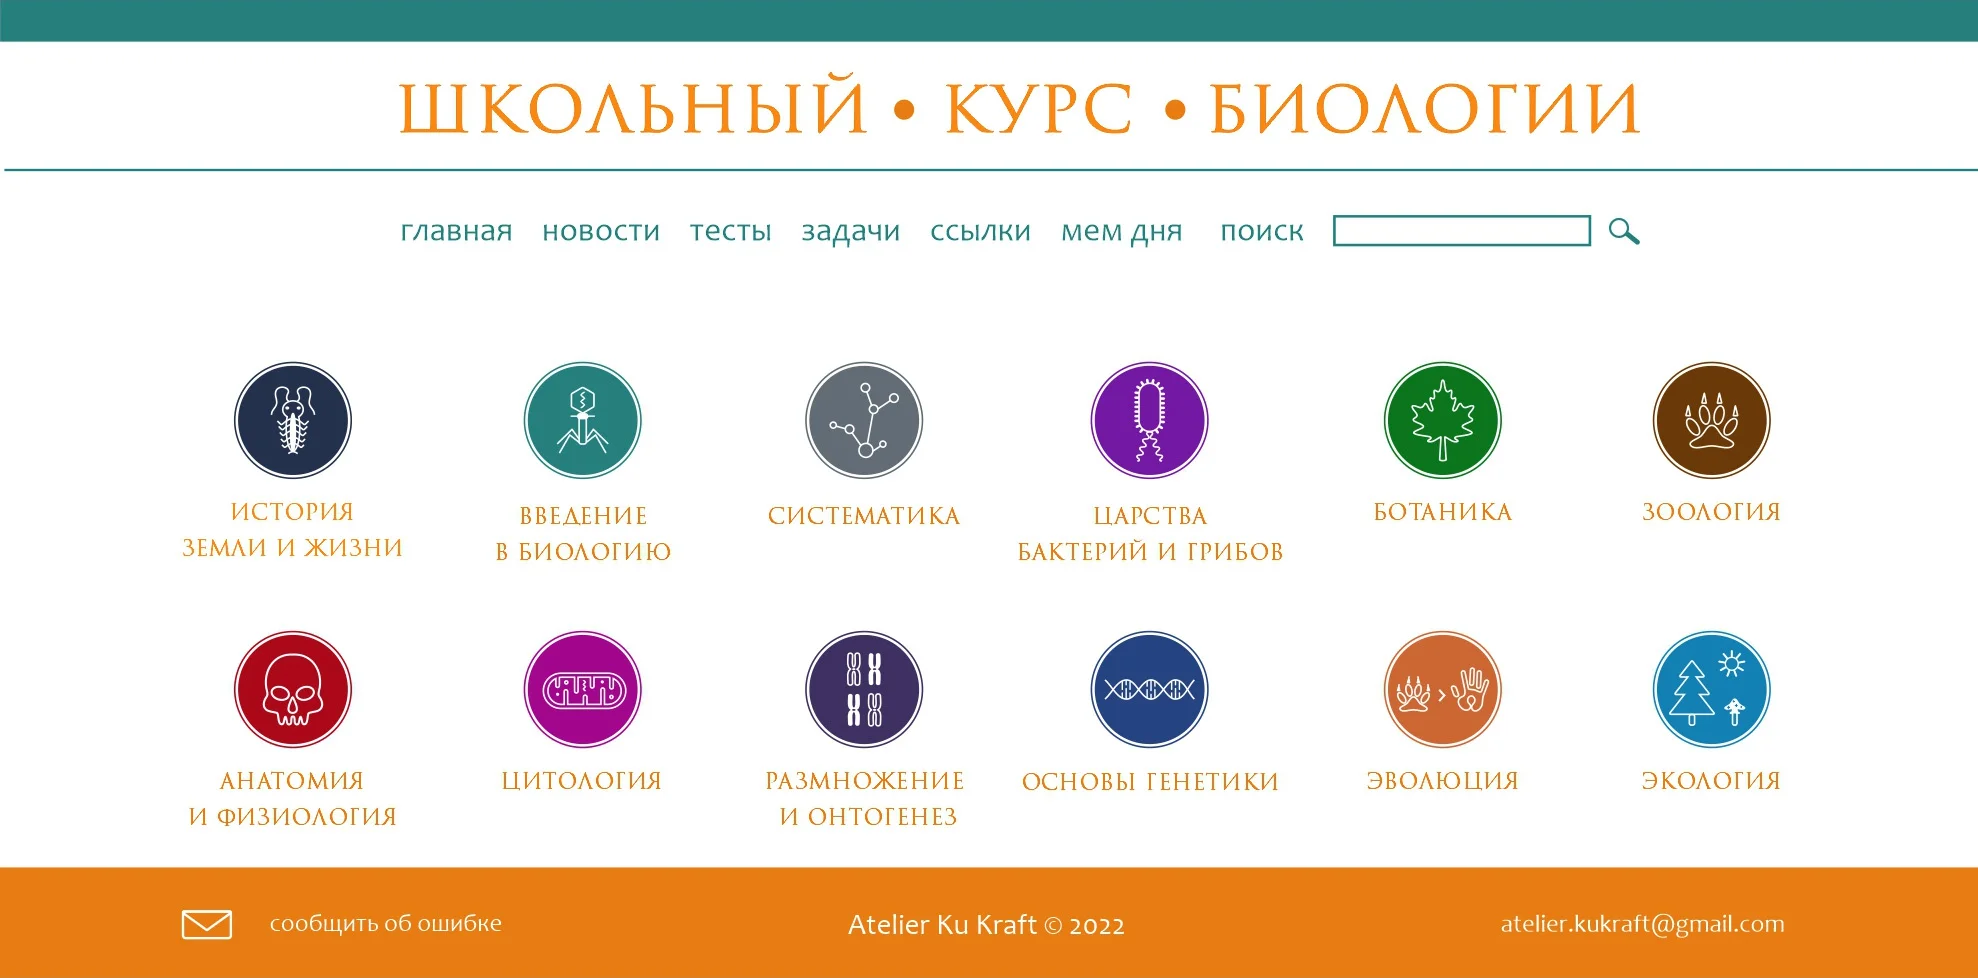 ШКОЛЬНЫЙ • КУРС • БИОЛОГИИ
главная новости тесты задачи ссылки мем дня поиск
ИСТОРИЯ
ЗЕМЛИ И ЖИЗНИ
ВВЕДЕНИЕ
В БИОЛОГИЮ
СИСТЕМАТИКА
ЦАРСТВА
БАКТЕРИЙ И ГРИБОВ
БОТАНИКА
ЗООЛОГИЯ
АНАТОМИЯ
И ФИЗИОЛОГИЯ
ЦИТОЛОГИЯ
РАЗМНОЖЕНИЕ
И ОНТОГЕНЕЗ
ОСНОВЫ ГЕНЕТИКИ
ЭВОЛЮЦИЯ
ЭКОЛОГИЯ
сообщить об ошибке
Atelier Ku Kraft © 2022
atelier.kukraft@gmail.com